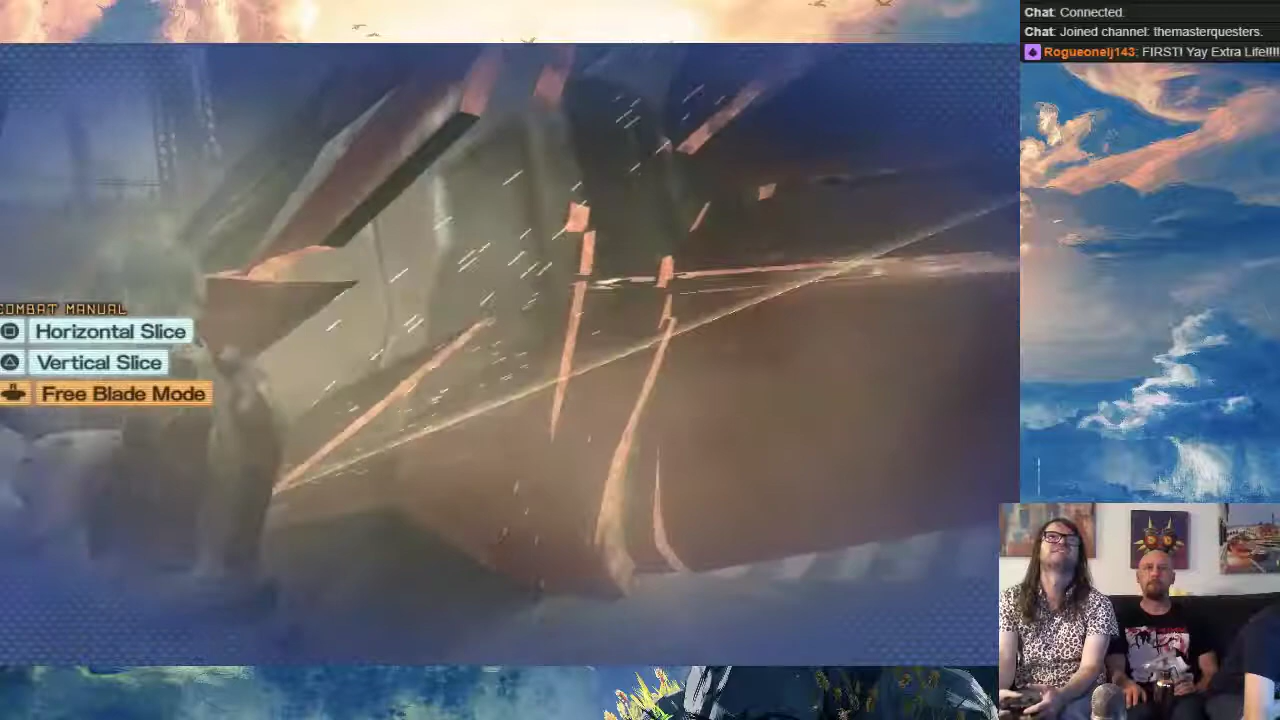 Chat: Connected.
Chat: Joined channel: themasterquesters.
Rogueonelj143: FIRST! Yay Extra Life!!!!
COMBAT MANUAL
Horizontal Slice
Vertical Slice
Free Blade Mode